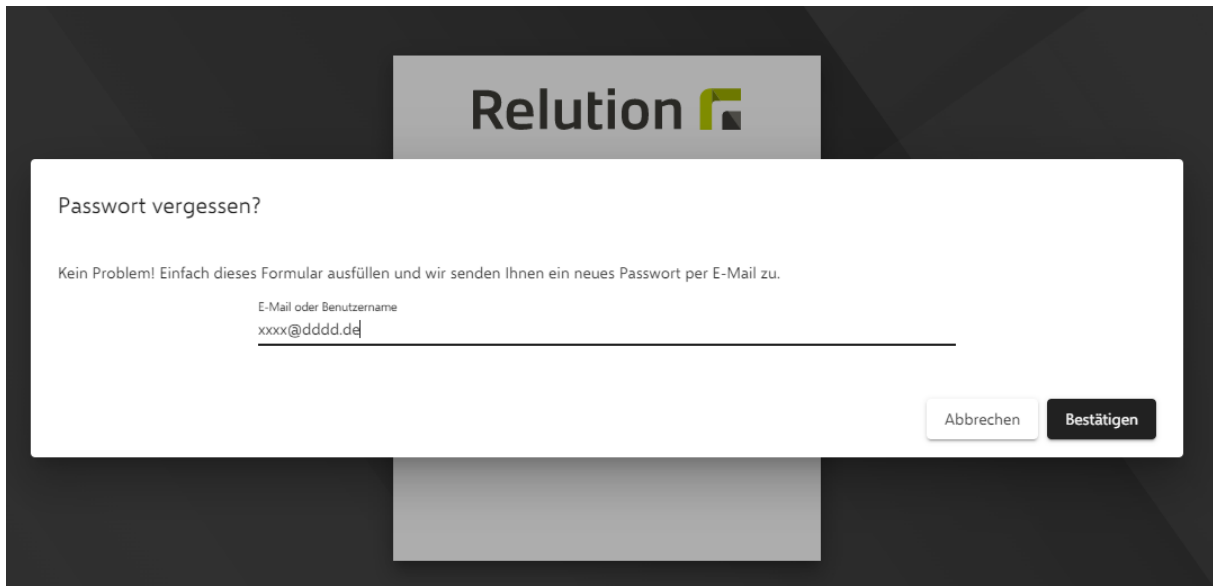 Relution
Passwort vergessen?
Kein Problem! Einfach dieses Formular ausfüllen und wir senden Ihnen ein neues Passwort per E-Mail zu.
E-Mail oder Benutzername
xxxx@dddd.de
Abbrechen
Bestätigen